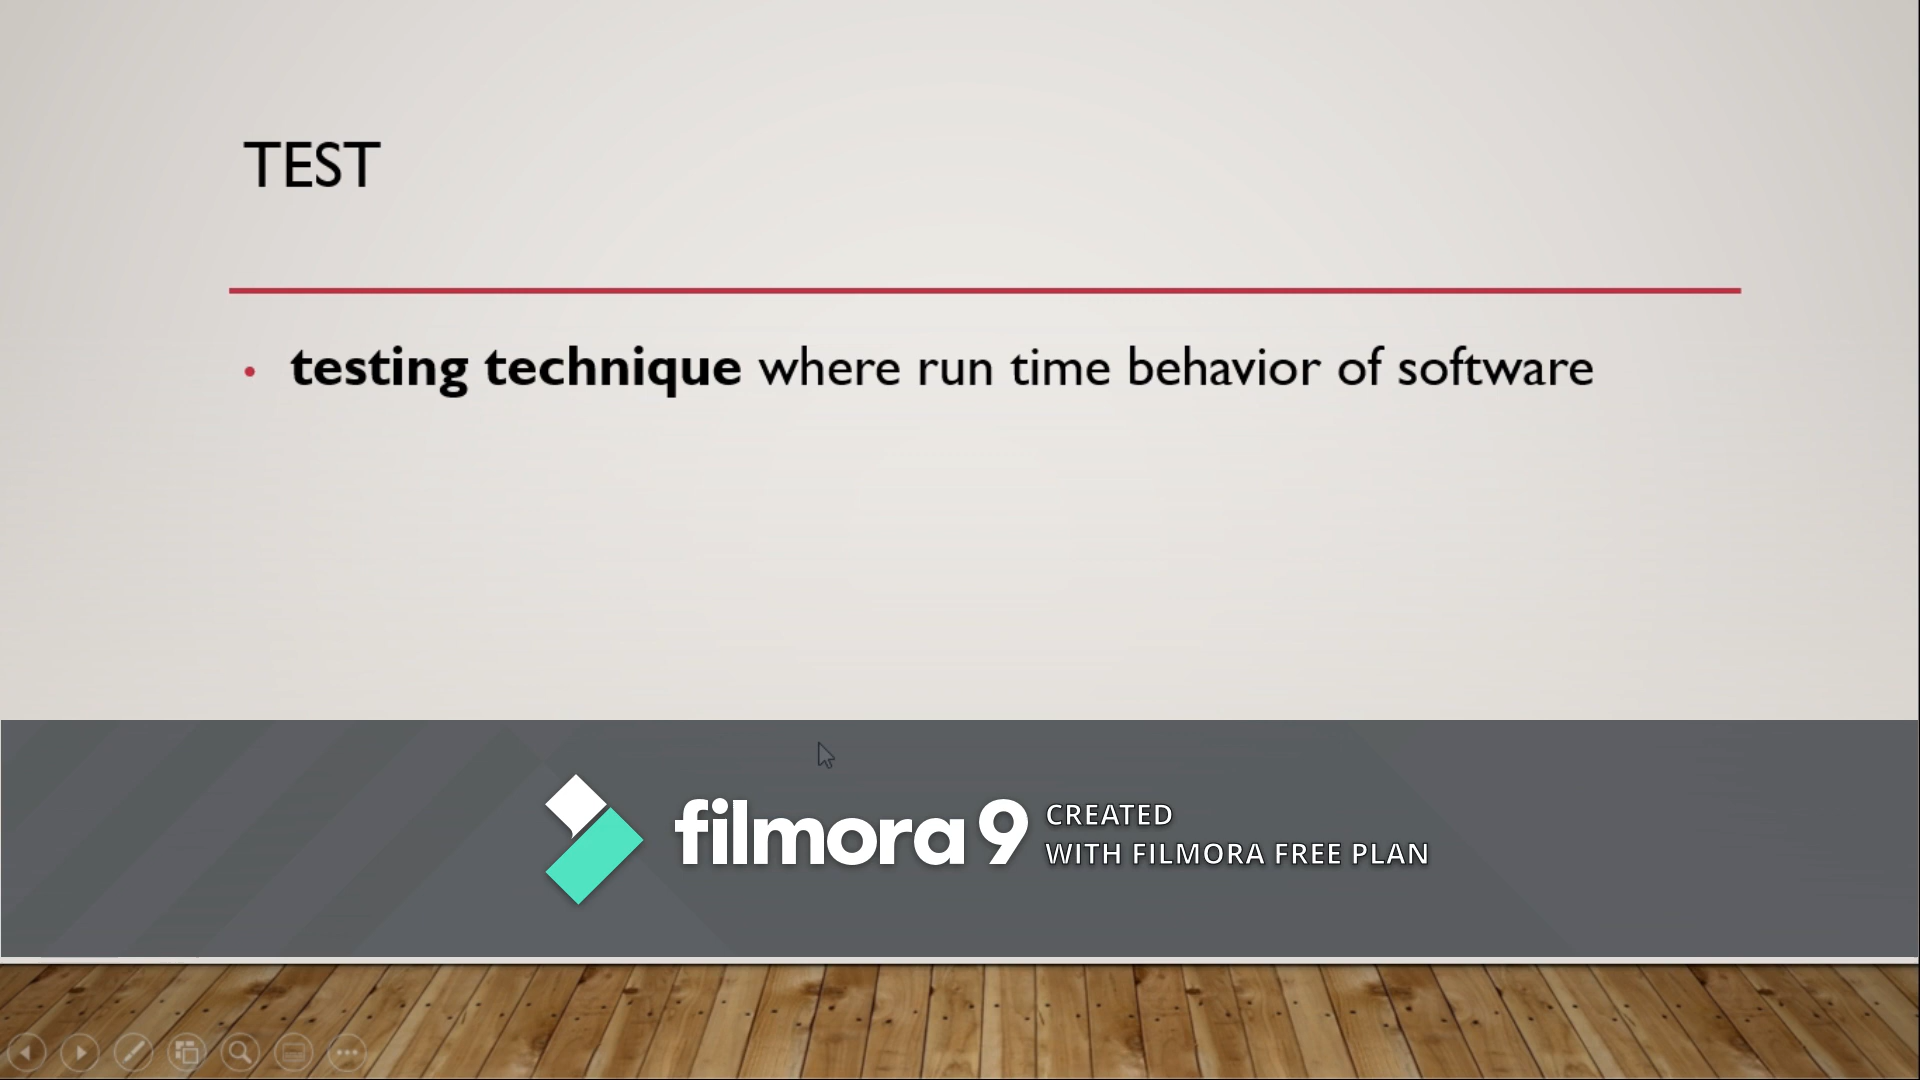 TEST
• testing technique where run time behavior of software
filmora 9 CREATED
WITH FILMORA FREE PLAN